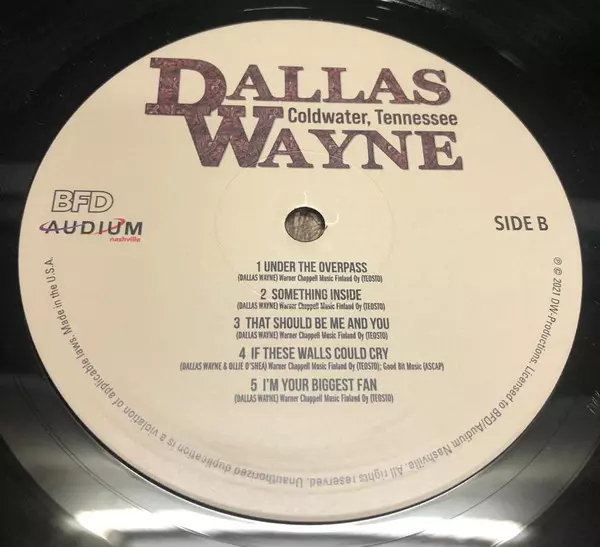 DALLAS
Coldwater, Tennessee
WAYNE
BFD
AUDIUM
nashville
SIDE B
1 UNDER THE OVERPASS
(DALLAS WAYNE) Warner Chappell Music Finland Oy (TEOSTO)
2 SOMETHING INSIDE
(DALLAS WAYNE) Warner Chappell Music Finland Oy (TEOSTO)
3 THAT SHOULD BE ME AND YOU
(DALLAS WAYNE) Warner Chappell Music Finland Oy (TEOSTO)
4 IF THESE WALLS COULD CRY
(DALLAS WAYNE & OLLIE O'SHEA) Warner Chappell Music Finland Oy (TEOSTO); Good Bit Music (ASCAP)
5 I'M YOUR BIGGEST FAN
(DALLAS WAYNE) Warner Chappell Music Finland Oy (TEOSTO)
℗ © 2021 DW-Productions. Licensed to BFD/Audium Nashville. All rights reserved. Unauthorized duplication is a violation of applicable laws. Made in the U.S.A.